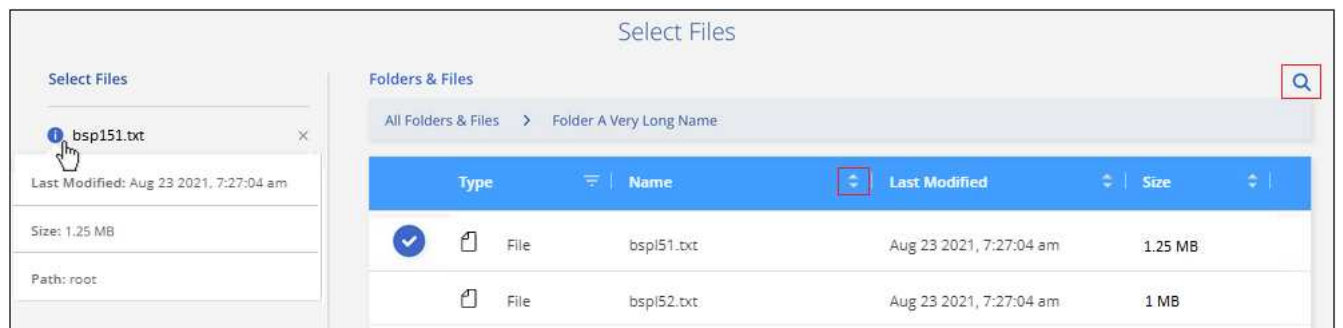 Select Files
Select Files
bsp151.txt
Last Modified: Aug 23 2021, 7:27:04 am
Size: 1.25 MB
Path: root
Folders & Files
All Folders & Files > Folder A Very Long Name
Type Name Last Modified Size
File bspl51.txt Aug 23 2021, 7:27:04 am 1.25 MB
File bspl52.txt Aug 23 2021, 7:27:04 am 1 MB